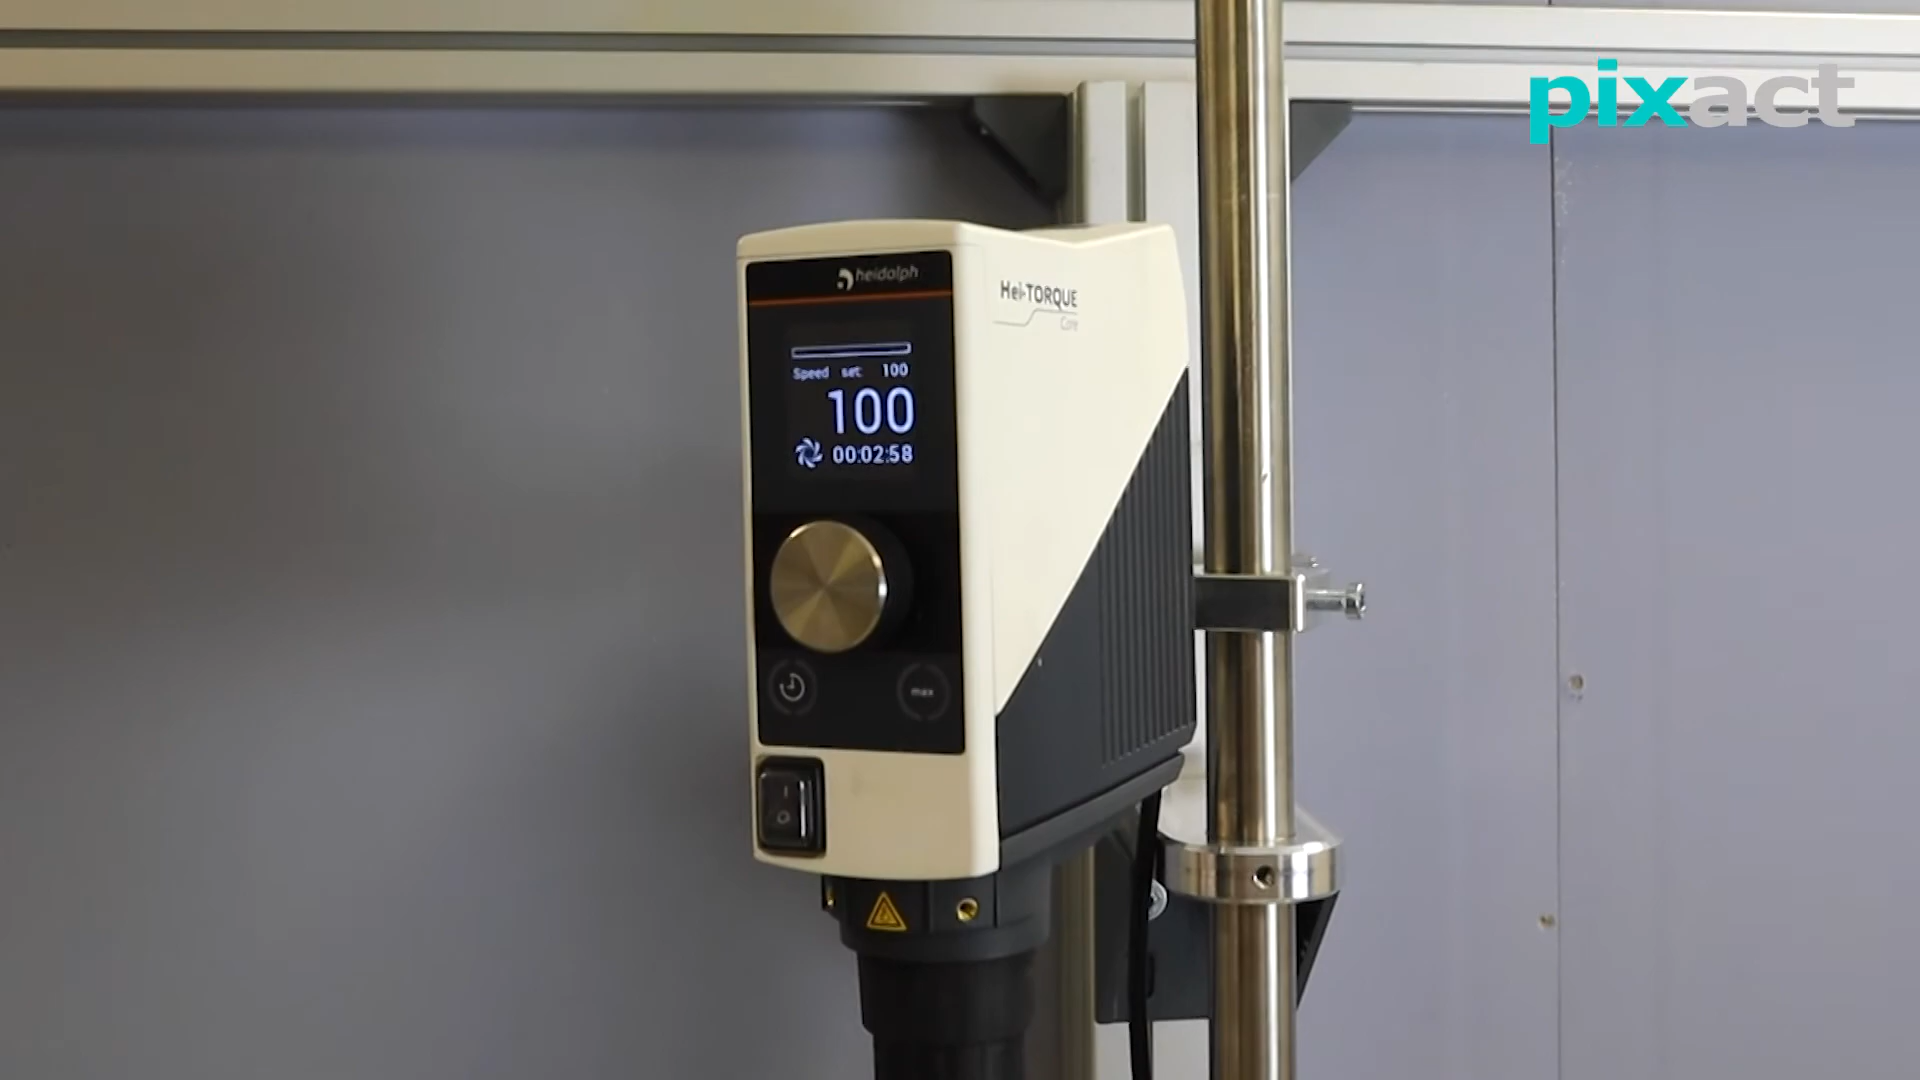 pixact
heidolph
Hei-TORQUE
Core
Speed set: 100
100
00:02:58
max